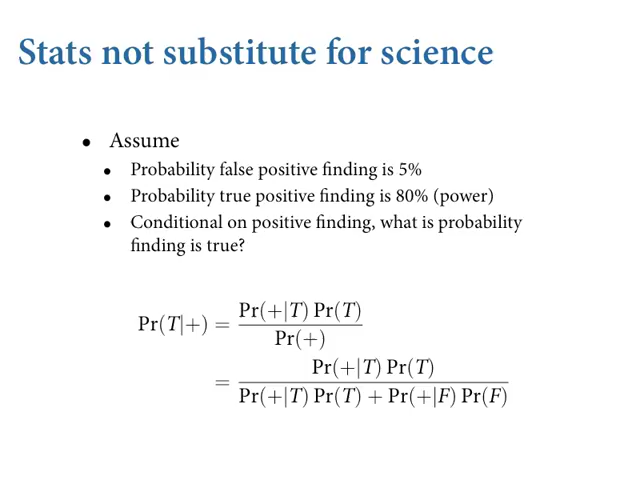 Stats not substitute for science
• Assume
• Probability false positive finding is 5%
• Probability true positive finding is 80% (power)
• Conditional on positive finding, what is probability
finding is true?
Pr(T|+) = Pr(+|T) Pr(T) / Pr(+)
= Pr(+|T) Pr(T) / Pr(+|T) Pr(T) + Pr(+|F) Pr(F)